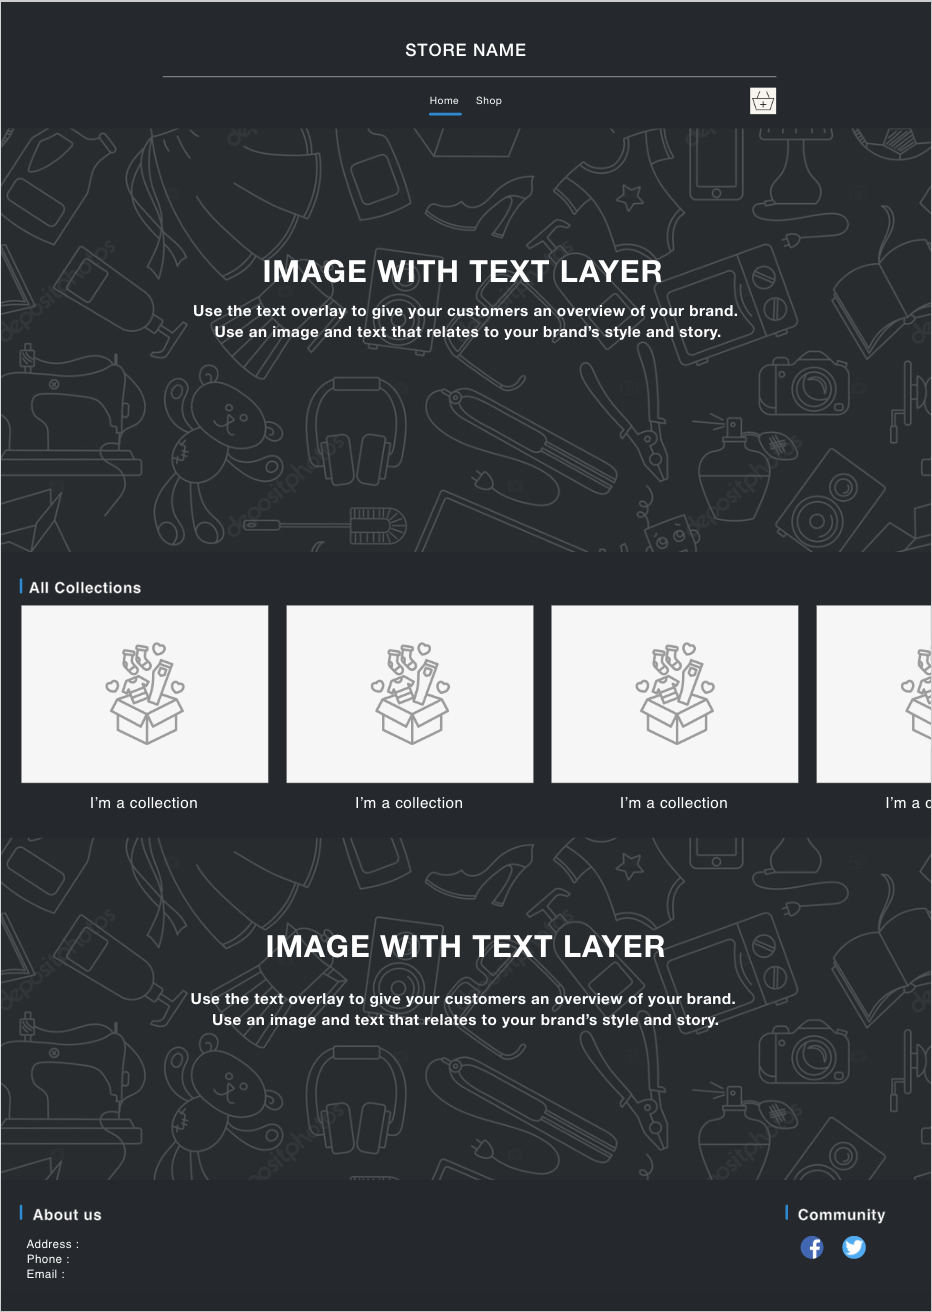 STORE NAME
Home Shop
IMAGE WITH TEXT LAYER
Use the text overlay to give your customers an overview of your brand.
Use an image and text that relates to your brand’s style and story.
depositphotos
depositphotos
depositphotos
All Collections
I’m a collection
I’m a collection
I’m a collection
I’m a c
IMAGE WITH TEXT LAYER
Use the text overlay to give your customers an overview of your brand.
Use an image and text that relates to your brand’s style and story.
About us
Community
Address :
Phone :
Email :